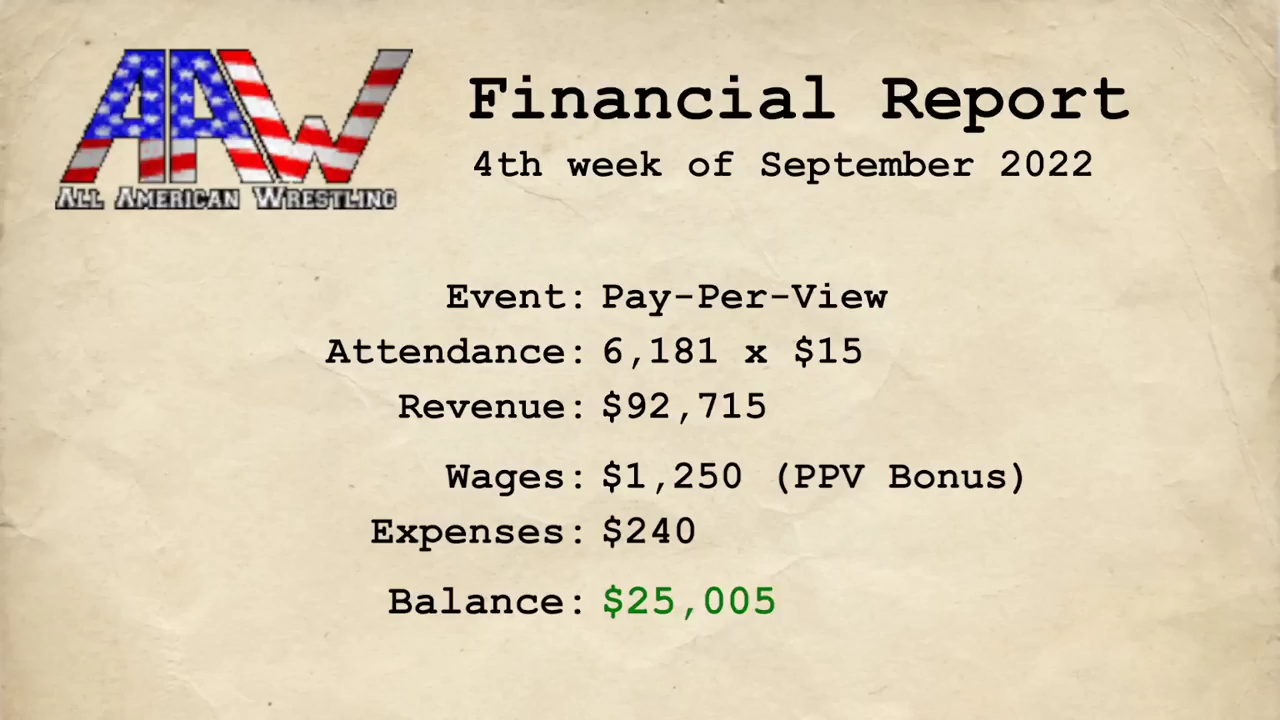 AAW
ALL AMERICAN WRESTLING
Financial Report
4th week of September 2022
Event: Pay-Per-View
Attendance: 6,181 x $15
Revenue: $92,715
Wages: $1,250 (PPV Bonus)
Expenses: $240
Balance: $25,005